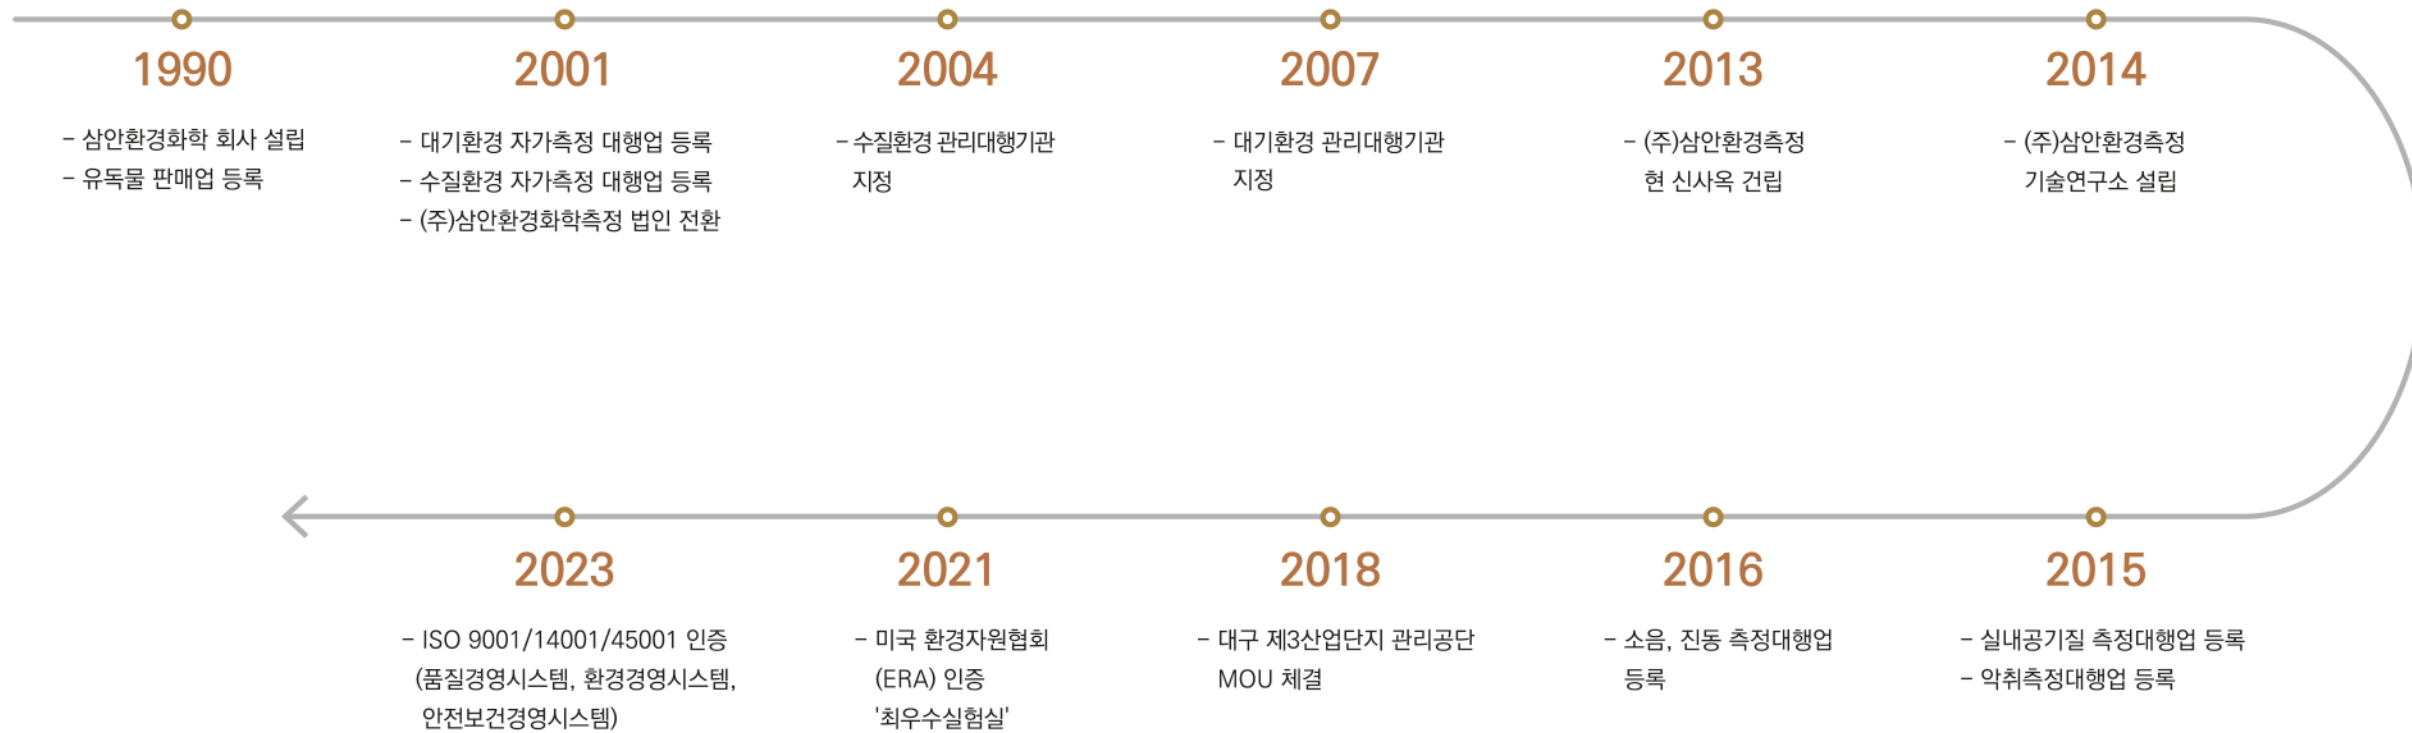 1990
- 삼안환경화학 회사 설립
- 유독물 판매업 등록
2001
- 대기환경 자가측정 대행업 등록
- 수질환경 자가측정 대행업 등록
- (주)삼안환경화학측정 법인 전환
2004
- 수질환경 관리대행기관
지정
2007
- 대기환경 관리대행기관
지정
2013
- (주)삼안환경측정
현 신사옥 건립
2014
- (주)삼안환경측정
기술연구소 설립
2015
- 실내공기질 측정대행업 등록
- 악취측정대행업 등록
2016
- 소음, 진동 측정대행업
등록
2018
- 대구 제3산업단지 관리공단
MOU 체결
2021
- 미국 환경자원협회
(ERA) 인증
'최우수실험실'
2023
- ISO 9001/14001/45001 인증
(품질경영시스템, 환경경영시스템,
안전보건경영시스템)